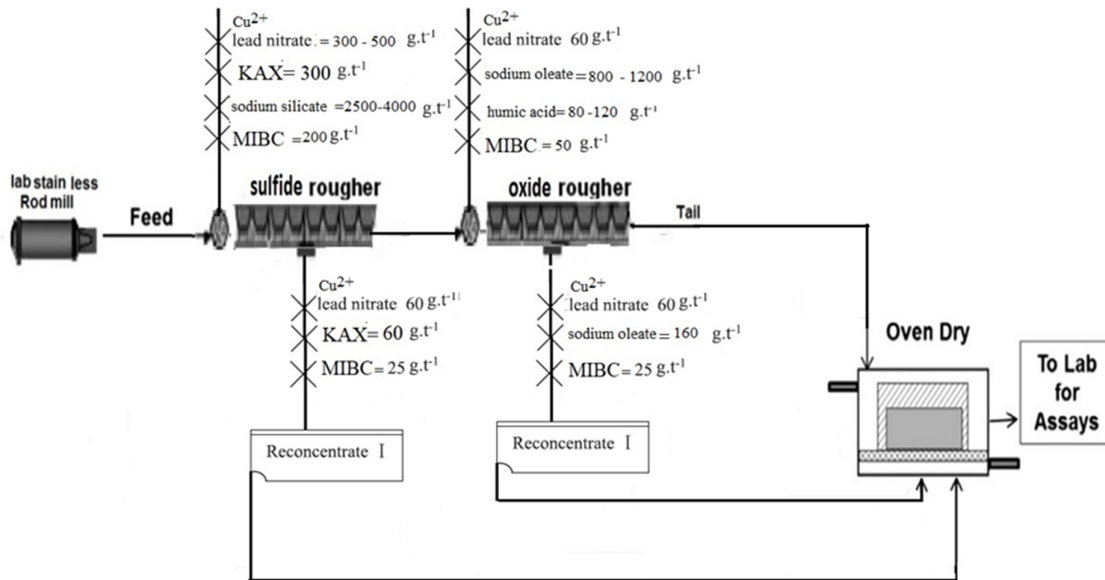 Cu²⁺
lead nitrate := 300 - 500 g.t⁻¹
KAX= 300 g.t⁻¹
sodium silicate =2500-4000 g.t⁻¹
MIBC =200 g.t⁻¹
Cu²⁺
lead nitrate 60 g.t⁻¹
sodium oleate =800 - 1200 g.t⁻¹
humic acid= 80 -120 g.t⁻¹
MIBC = 50 g.t⁻¹
lab stain less
Rod mill
Feed
sulfide rougher
oxide rougher
Tail
Cu²⁺
lead nitrate 60 g.t⁻¹
KAX= 60 g.t⁻¹
MIBC = 25 g.t⁻¹
Cu²⁺
lead nitrate 60 g.t⁻¹
sodium oleate = 160 g.t⁻¹
MIBC = 25 g.t⁻¹
Reconcentrate I
Reconcentrate I
Oven Dry
To Lab
for
Assays